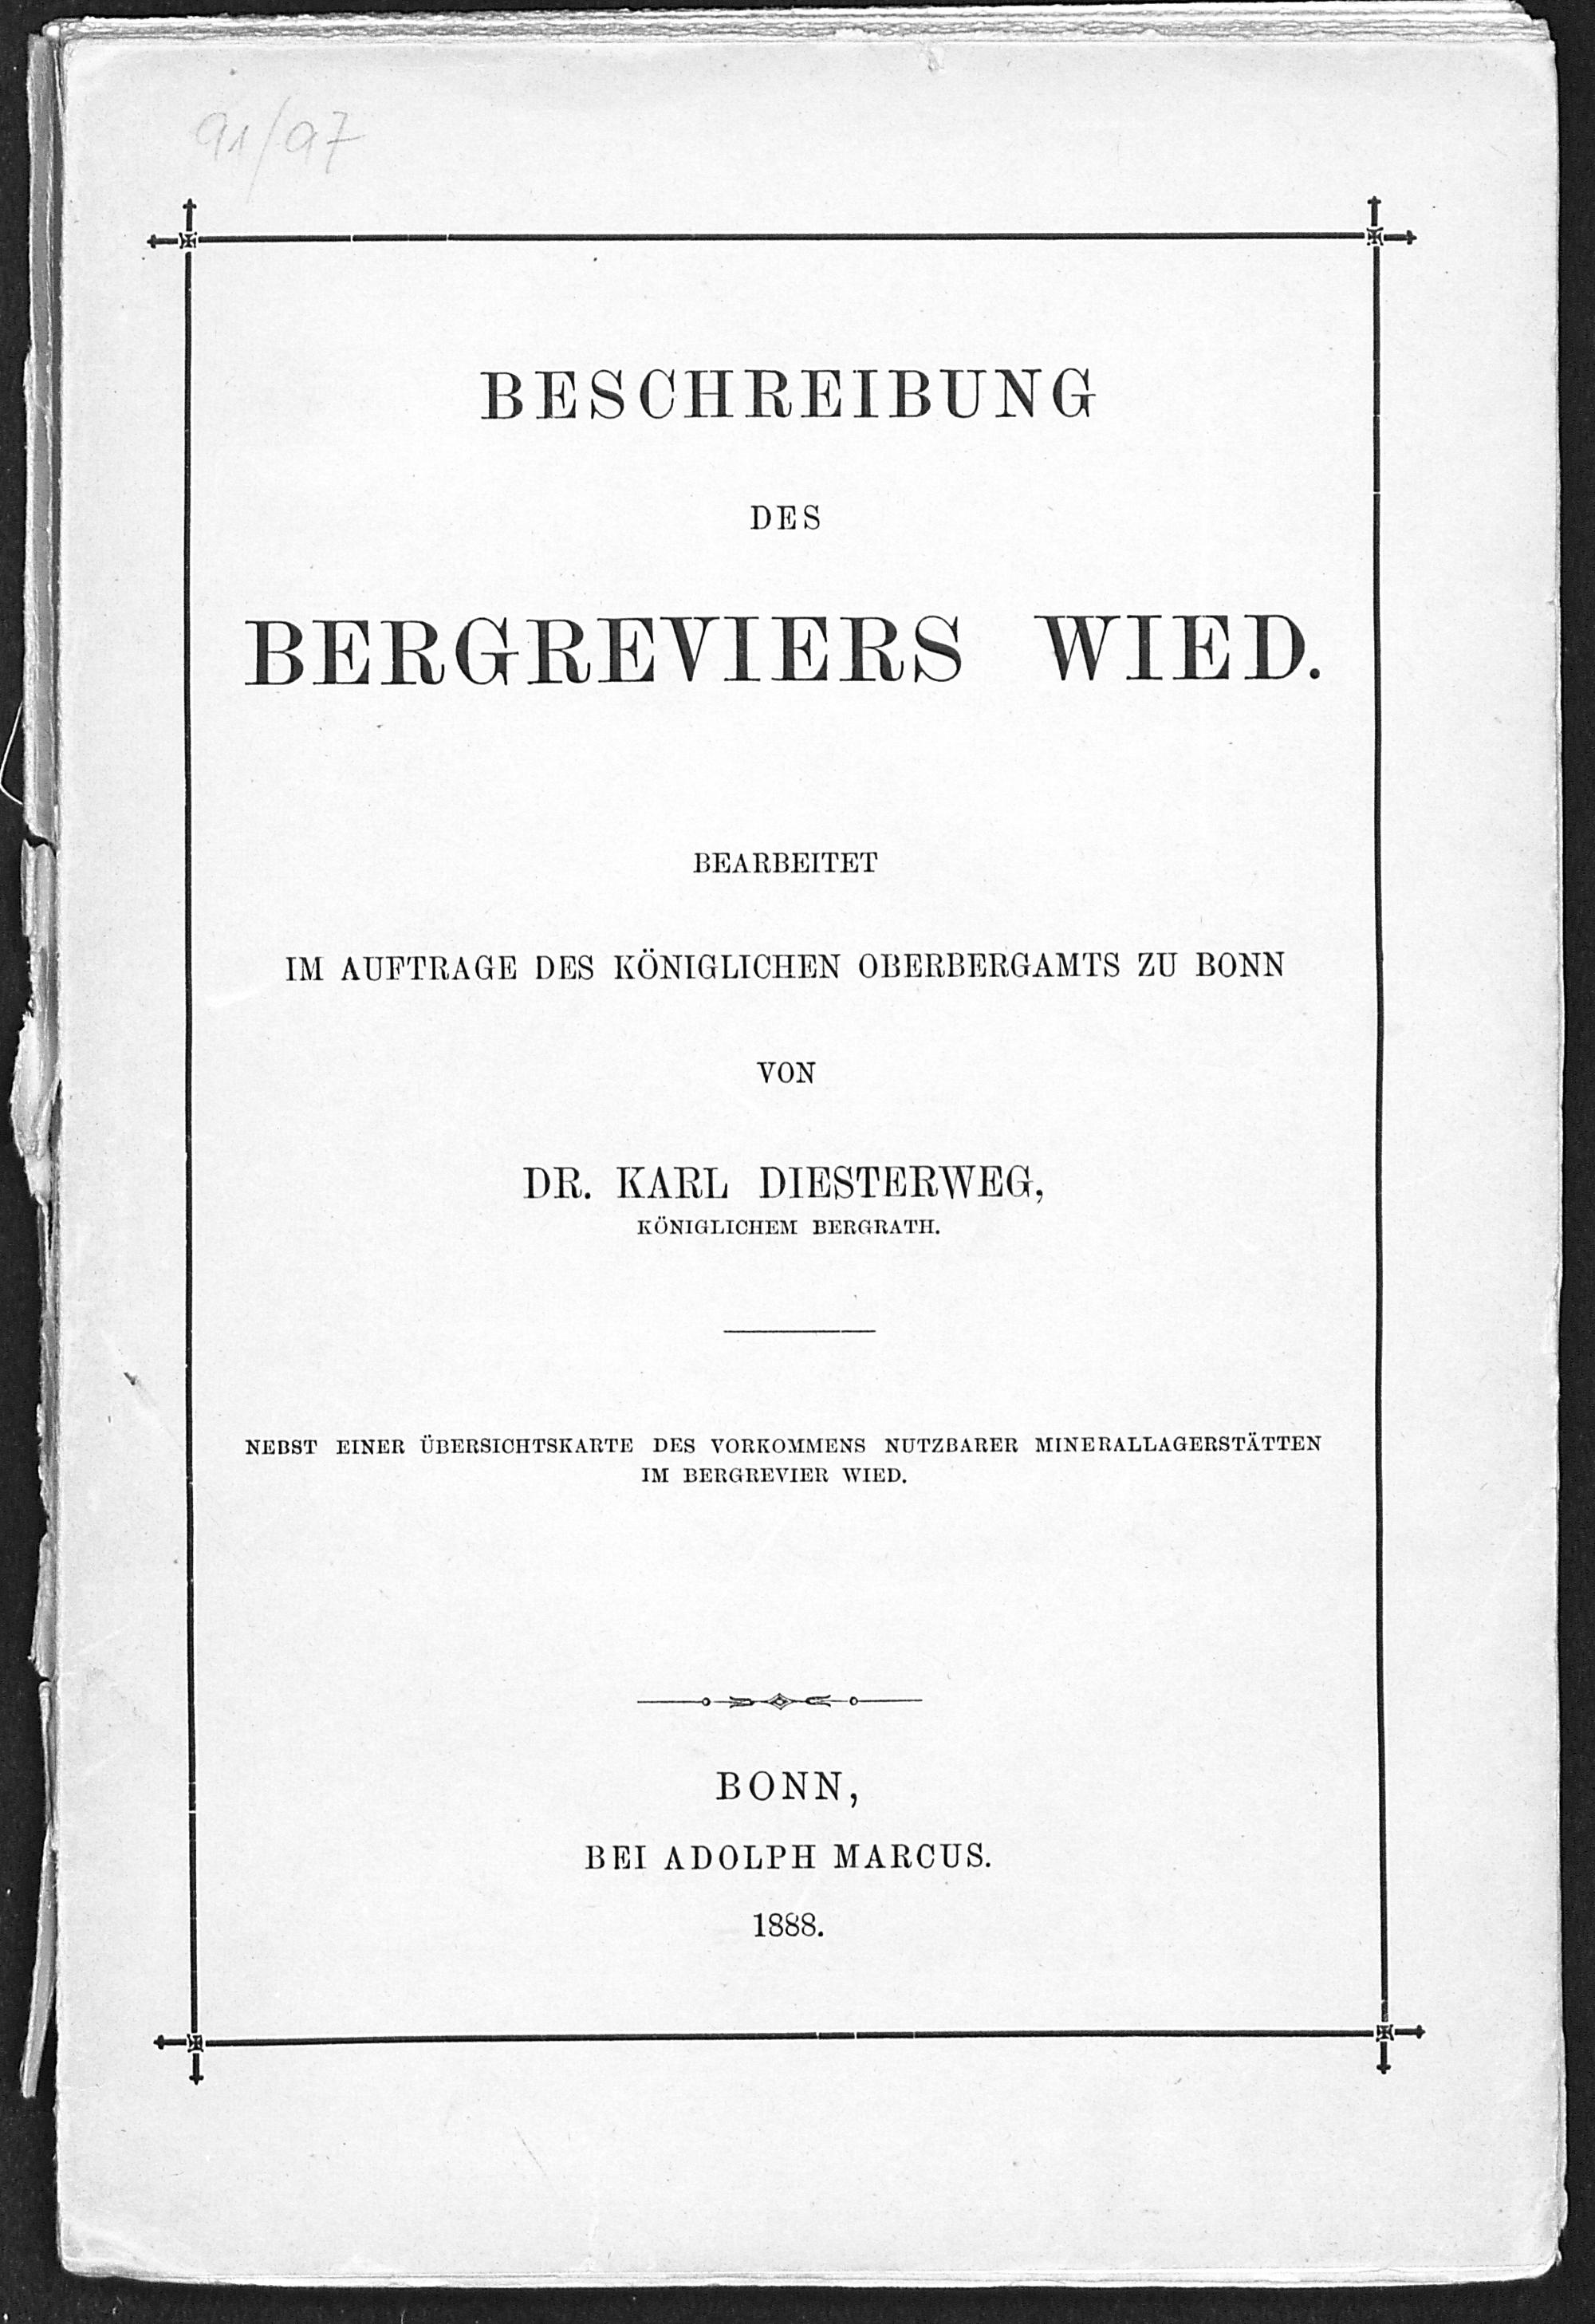 91/97
BESCHREIBUNG
DES
BERGREVIERS WIED.
BEARBEITET
IM AUFTRAGE DES KÖNIGLICHEN OBERBERGAMTS ZU BONN
VON
DR. KARL DIESTERWEG,
KÖNIGLICHEM BERGRATH.
NEBST EINER ÜBERSICHTSKARTE DES VORKOMMENS NUTZBARER MINERALLAGERSTÄTTEN
IM BERGREVIER WIED.
BONN,
BEI ADOLPH MARCUS.
1888.